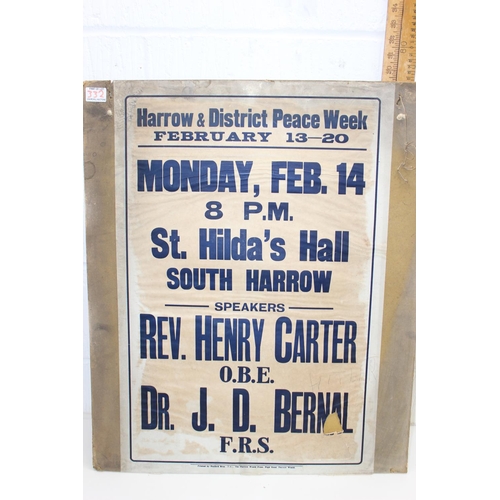 337
Harrow & District Peace Week
FEBRUARY 13—20
MONDAY, FEB. 14
8 P.M.
St. Hilda's Hall
SOUTH HARROW
SPEAKERS
REV. HENRY CARTER
O.B.E.
DR. J. D. BERNAL
F.R.S.